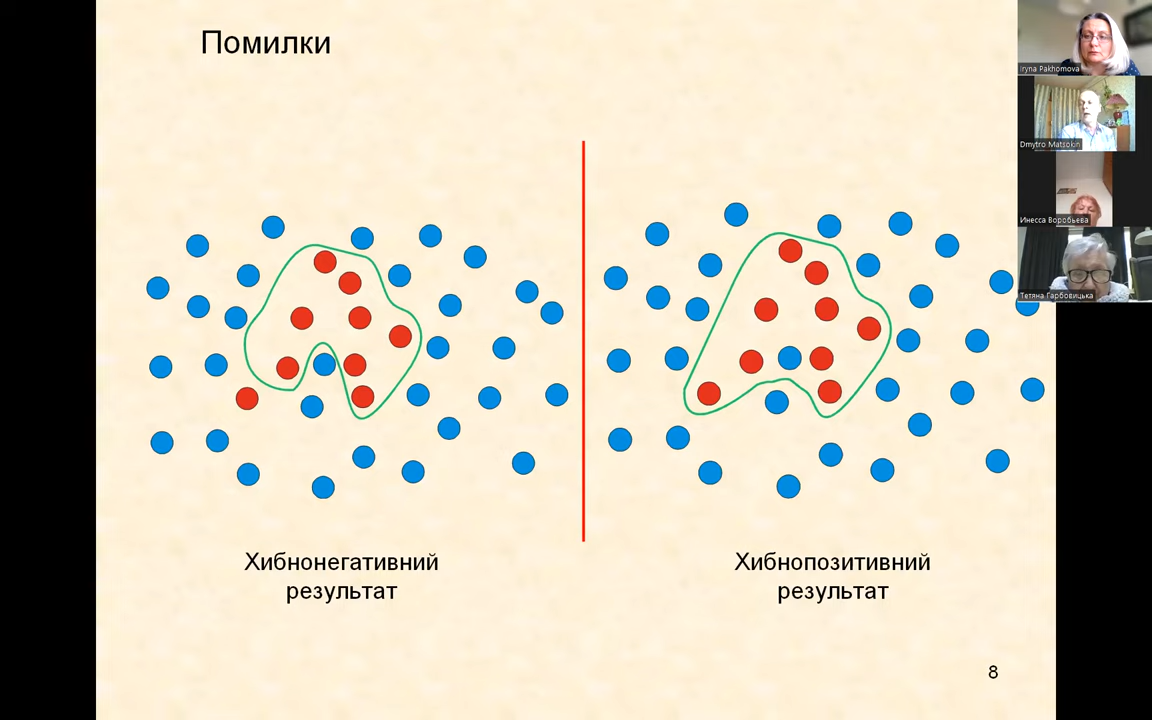 Помилки
Iryna Pakhomova
Dmytro Matsokin
Инесса Воробьева
Тетяна Гарбовицька
Хибнонегативний
результат
Хибнопозитивний
результат
8